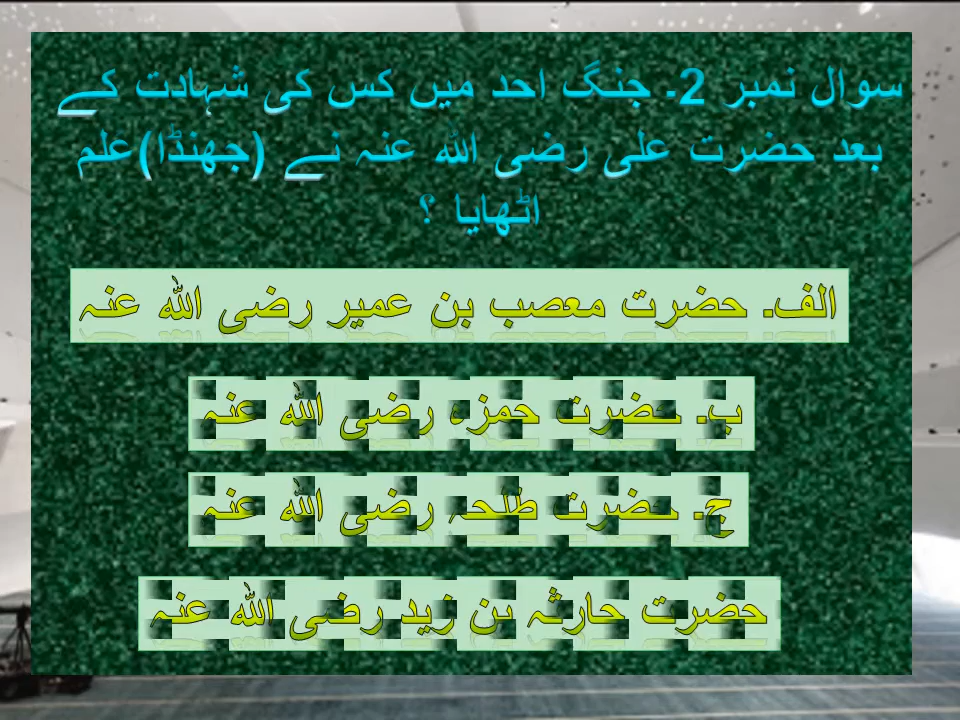 سوال نمبر 2۔ جنگ احد میں کس کی شہادت کے
بعد حضرت علی رضی اللہ عنہ نے (جھنڈا)علم
اٹھایا ؟
الف۔ حضرت معصب بن عمیر رضی اللہ عنہ
ب۔ حضرت حمزہ رضی اللہ عنہ
ج۔ حضرت طلحہ رضی اللہ عنہ
حضرت حارثہ بن زید رضی اللہ عنہ